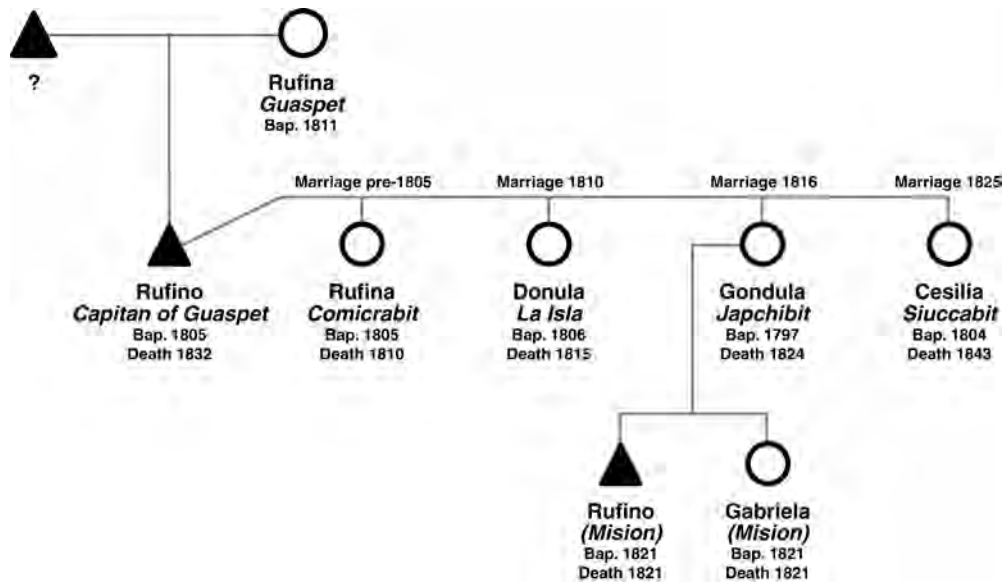 ?
Rufina
Guaspet
Bap. 1811
Marriage pre-1805
Marriage 1810
Marriage 1816
Marriage 1825
Rufino
Capitan of Guaspet
Bap. 1805
Death 1832
Rufina
Comicrabit
Bap. 1805
Death 1810
Donula
La Isla
Bap. 1806
Death 1815
Gondula
Japchibit
Bap. 1797
Death 1824
Cesilia
Siuccabit
Bap. 1804
Death 1843
Rufino
(Mision)
Bap. 1821
Death 1821
Gabriela
(Mision)
Bap. 1821
Death 1821